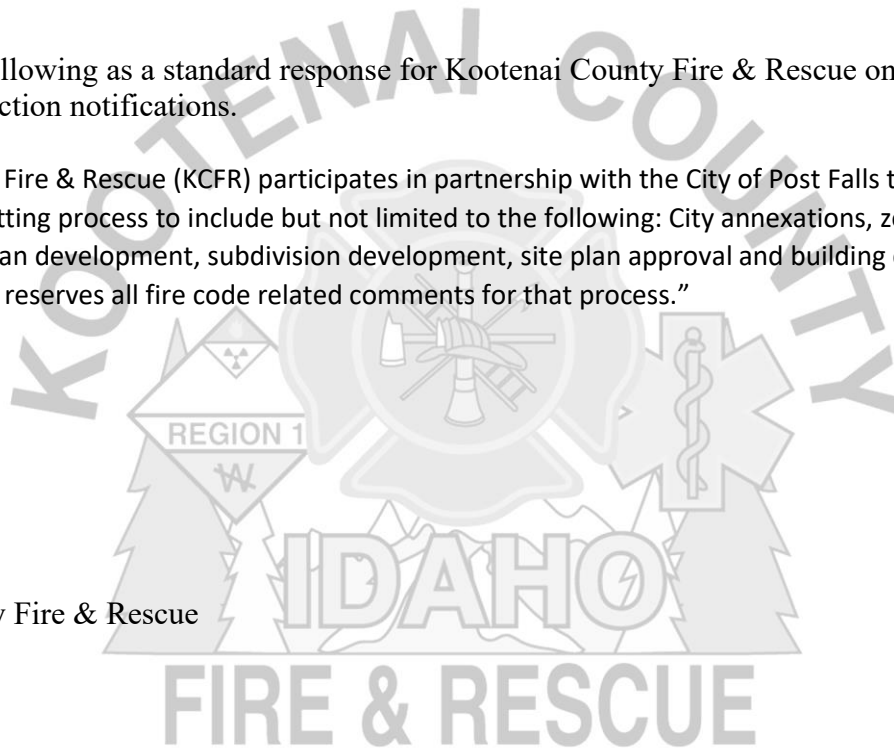 llowing as a standard response for Kootenai County Fire & Rescue on
ction notifications.
Fire & Rescue (KCFR) participates in partnership with the City of Post Falls t
tting process to include but not limited to the following: City annexations, z
an development, subdivision development, site plan approval and building
reserves all fire code related comments for that process.”
y Fire & Rescue
KOOTENAI COUNTY
REGION 1
W
IDAHO
FIRE & RESCUE